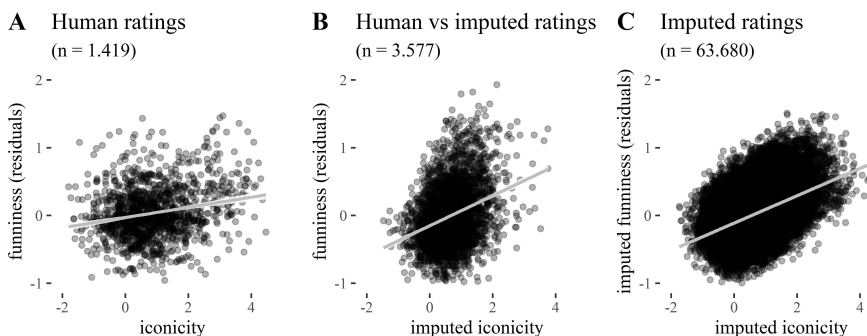 A Human ratings
(n = 1.419)
B Human vs imputed ratings
(n = 3.577)
C Imputed ratings
(n = 63.680)
funniness (residuals)
2
1
0
-1
-2 0 2 4
iconicity
funniness (residuals)
2
1
0
-1
-2 0 2 4
imputed iconicity
imputed funniness (residuals)
2
1
0
-1
-2 0 2 4
imputed iconicity